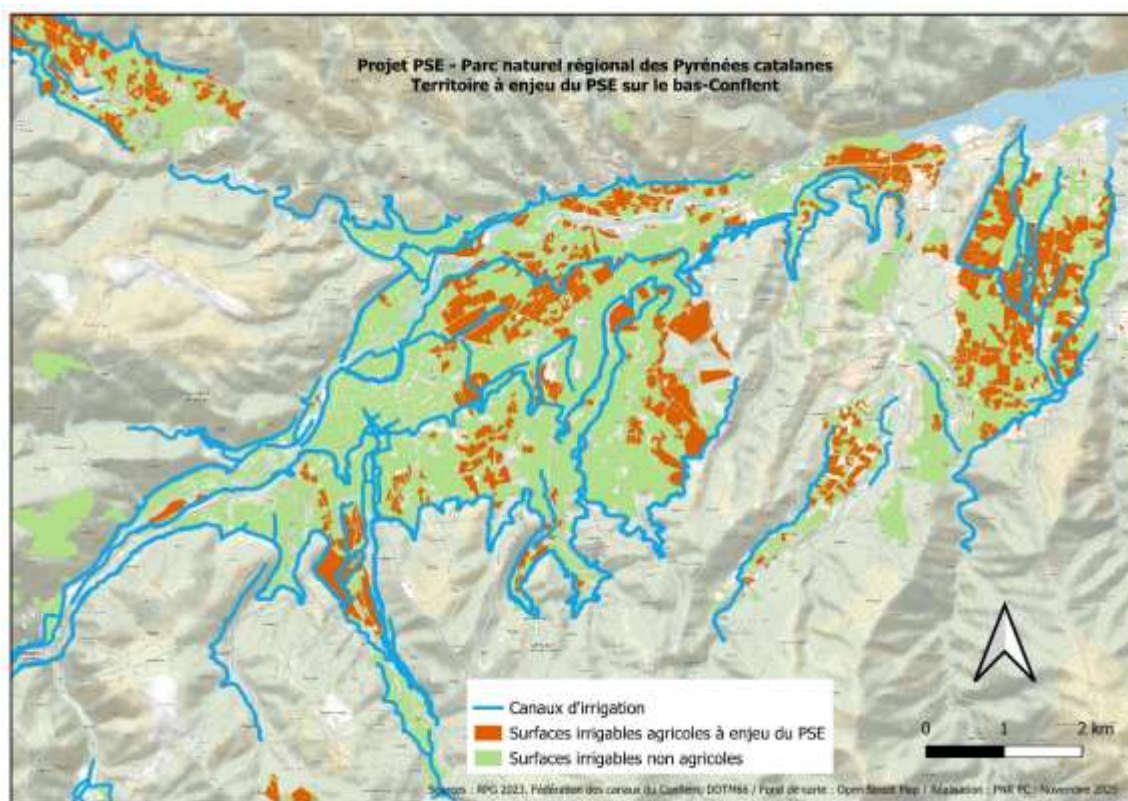 Projet PSE - Parc naturel régional des Pyrénées catalanes
Territoire à enjeu du PSE sur le bas-Conflent
Canaux d'irrigation
Surfaces irrigables agricoles à enjeu du PSE
Surfaces irrigables non agricoles
0 1 2 km
Sources : RPG 2023, Fédération des canaux du Conflent, DDTM66 / Fond de carte : Open Street Map / Réalisation : PNR PC - Novembre 2025